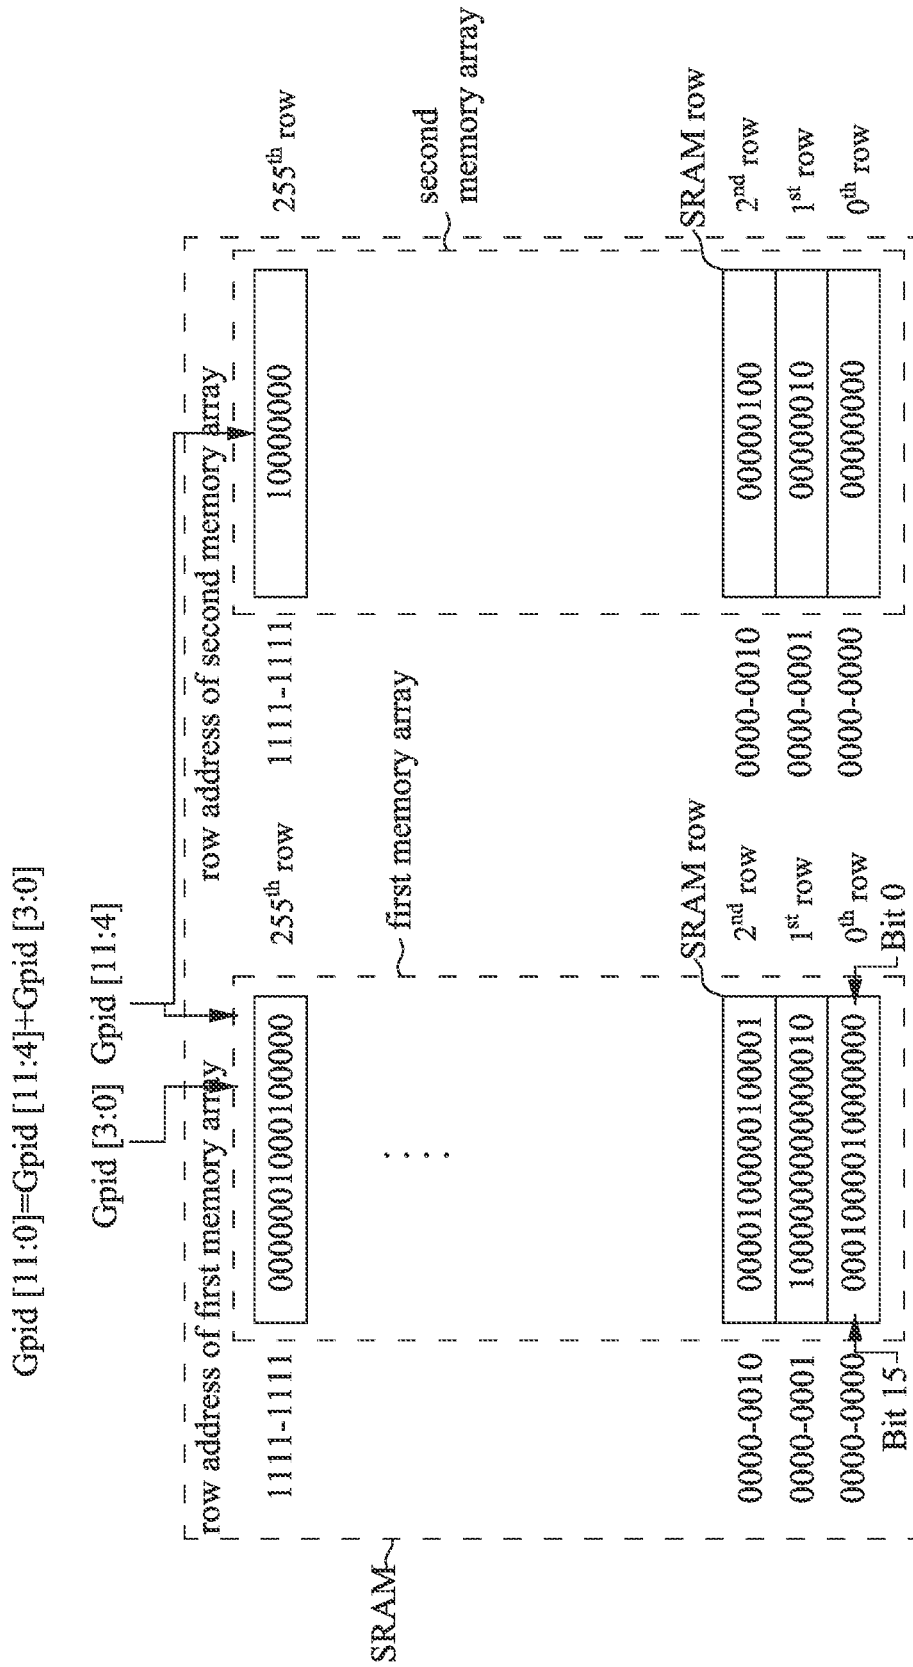 Gpid [11:0]=Gpid [11:4]+Gpid [3:0]
Gpid [3:0] Gpid [11:4]
row address of first memory array
row address of second memory array
1111-1111
0000001000100000
255th row
1111-1111
10000000
255th row
SRAM
. . . .
first memory array
second
memory array
SRAM row
SRAM row
0000-0010
0000100000100001
2nd row
0000-0010
00000100
2nd row
0000-0001
1000000000000010
1st row
0000-0001
00000010
1st row
0000-0000
0001000010000000
0th row
0000-0000
00000000
0th row
Bit 15
Bit 0